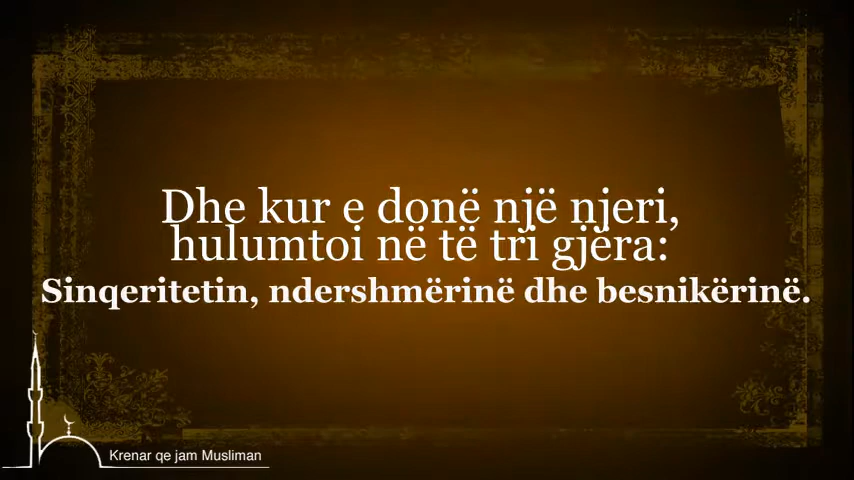 Dhe kur e donë një njeri,
hulumtoi në të tri gjëra:
Sinqeritetin, ndershmërinë dhe besnikërinë.
Krenar qe jam Musliman